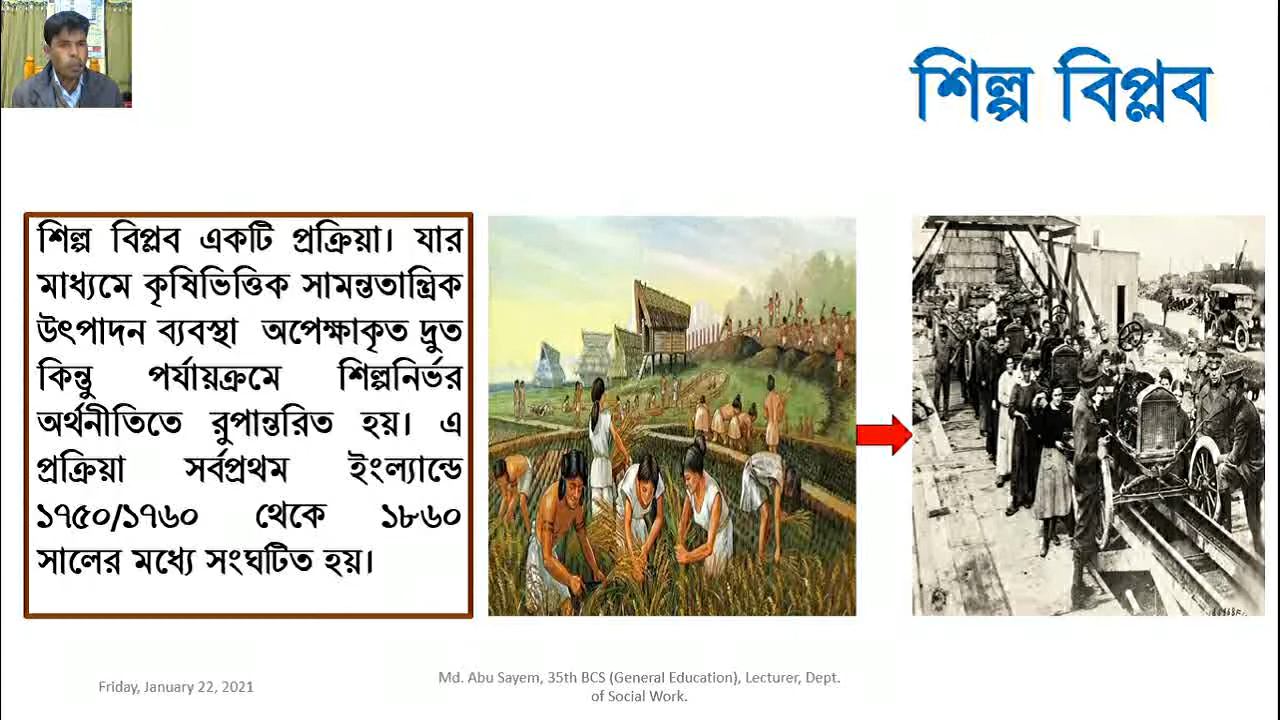 শিল্প বিপ্লব
শিল্প বিপ্লব একটি প্রক্রিয়া। যার
মাধ্যমে কৃষিভিত্তিক সামন্ততান্ত্রিক
উৎপাদন ব্যবস্থা অপেক্ষাকৃত দ্রুত
কিন্তু পর্যায়ক্রমে শিল্পনির্ভর
অর্থনীতিতে রুপান্তরিত হয়। এ
প্রক্রিয়া সর্বপ্রথম ইংল্যান্ডে
১৭৫০/১৭৬০ থেকে ১৮৬০
সালের মধ্যে সংঘটিত হয়।
Friday, January 22, 2021
Md. Abu Sayem, 35th BCS (General Education), Lecturer, Dept.
of Social Work.